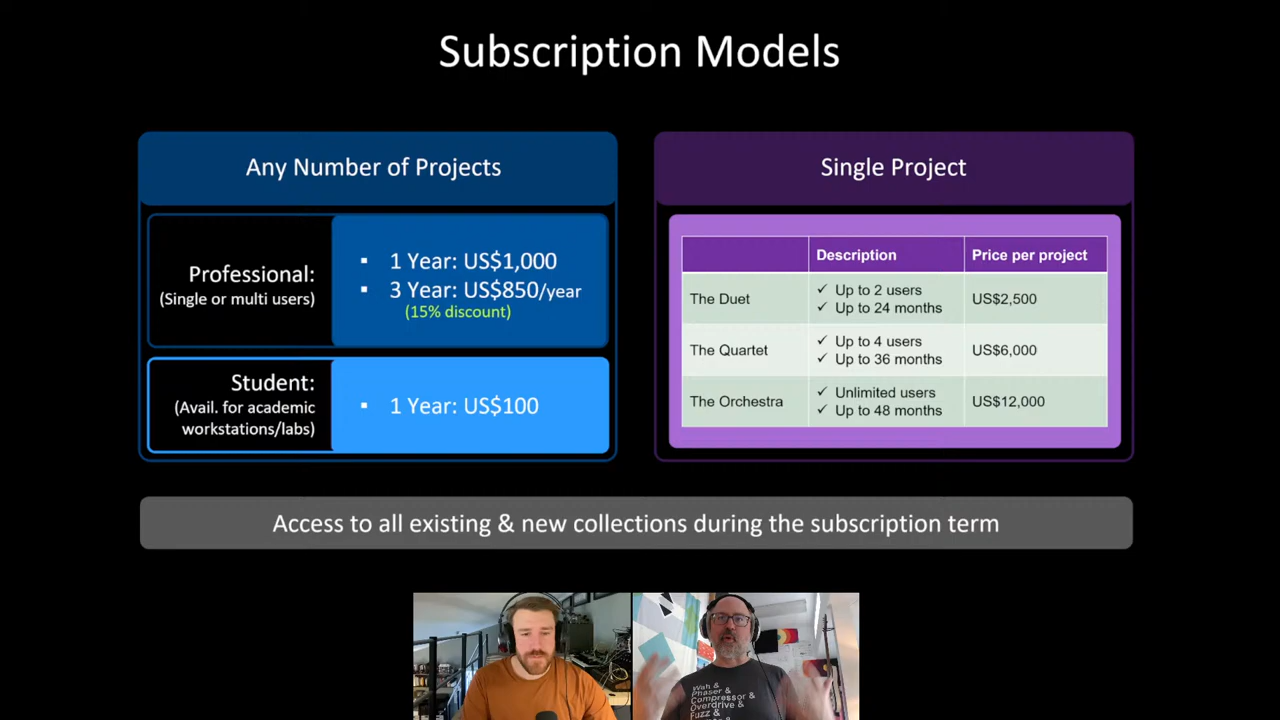 Subscription Models
Any Number of Projects
Professional:
(Single or multi users)
▪ 1 Year: US$1,000
▪ 3 Year: US$850/year
(15% discount)
Student:
(Avail. for academic
workstations/labs)
▪ 1 Year: US$100
Single Project
Description Price per project
The Duet
✓ Up to 2 users
✓ Up to 24 months
US$2,500
The Quartet
✓ Up to 4 users
✓ Up to 36 months
US$6,000
The Orchestra
✓ Unlimited users
✓ Up to 48 months
US$12,000
Access to all existing & new collections during the subscription term
Wah &
Phaser &
Compressor &
Overdrive &
Fuzz &